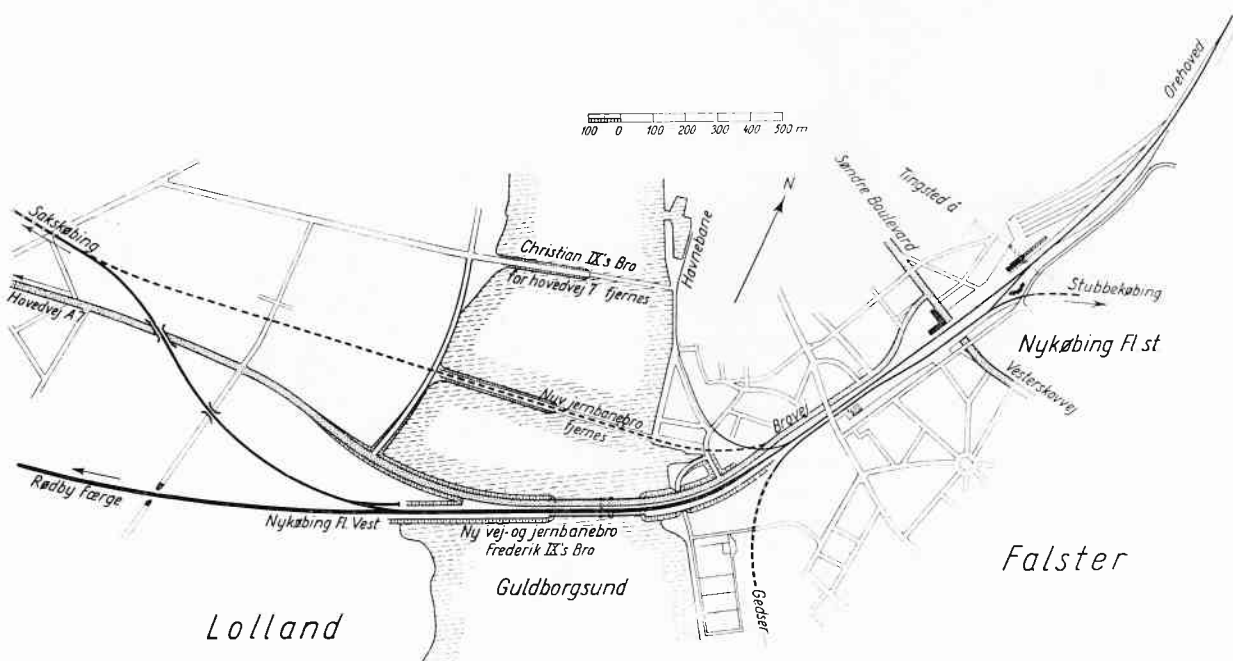 Orehoved
100 0 100 200 300 400 500 m
N
Søndre Boulevard
Tingsted å
Sakskøbing
Christian IX's Bro
for hovedvej 7 fjernes
Havnebane
Stubbekøbing
Hovedvej A7
Nykøbing Fl st
Vesterskovvej
Nuv jernbanebro
fjernes
Brovej
Rødby færge
Nykøbing Fl. Vest
Ny vej- og jernbanebro
Frederik IX's Bro
Guldborgsund
Falster
Gedser
Lolland